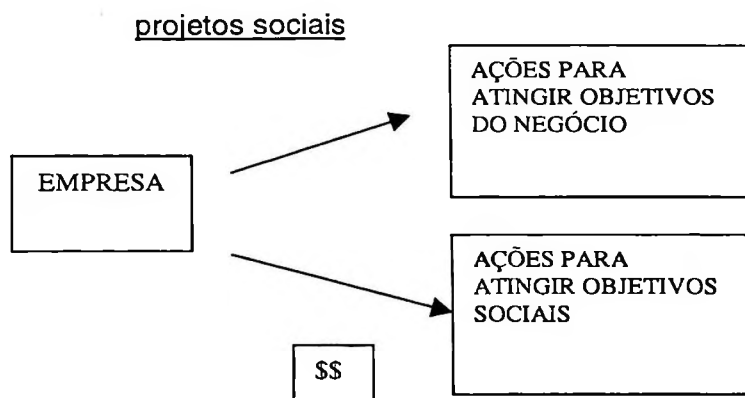 projetos sociais
AÇÕES PARA
ATINGIR OBJETIVOS
DO NEGÓCIO
EMPRESA
AÇÕES PARA
ATINGIR OBJETIVOS
SOCIAIS
$$